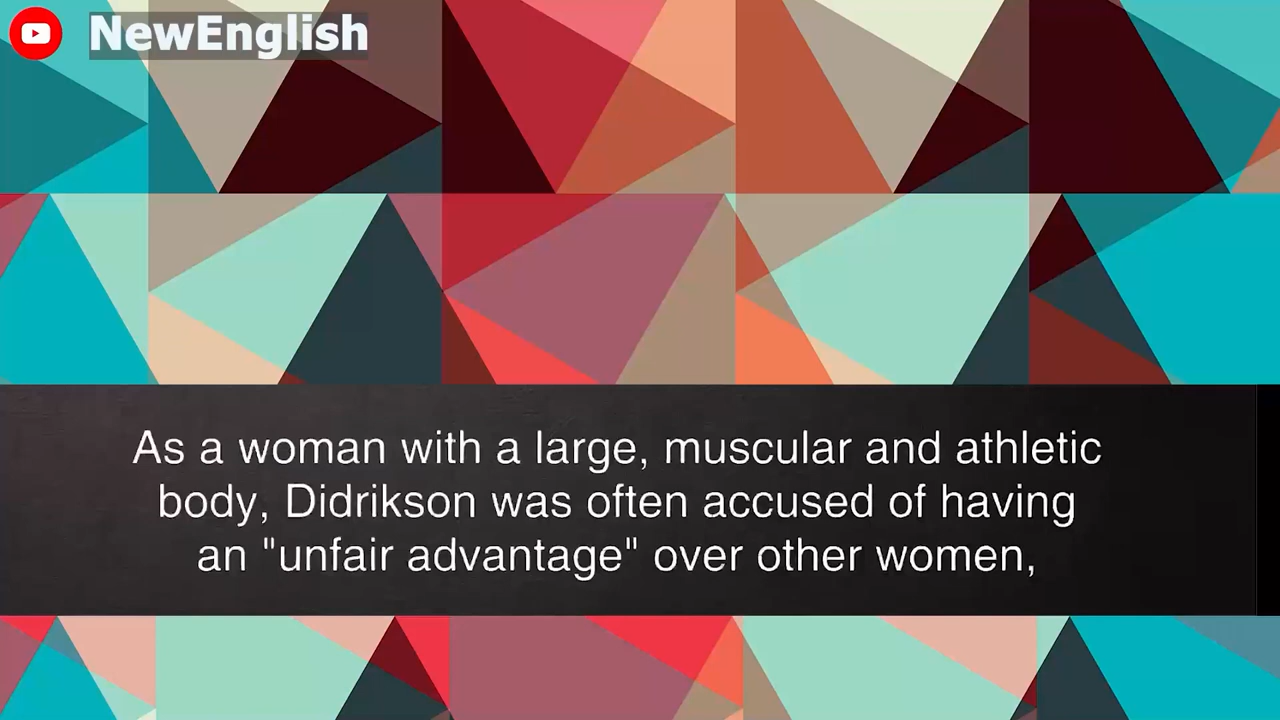 NewEnglish
As a woman with a large, muscular and athletic
body, Didrikson was often accused of having
an "unfair advantage" over other women,